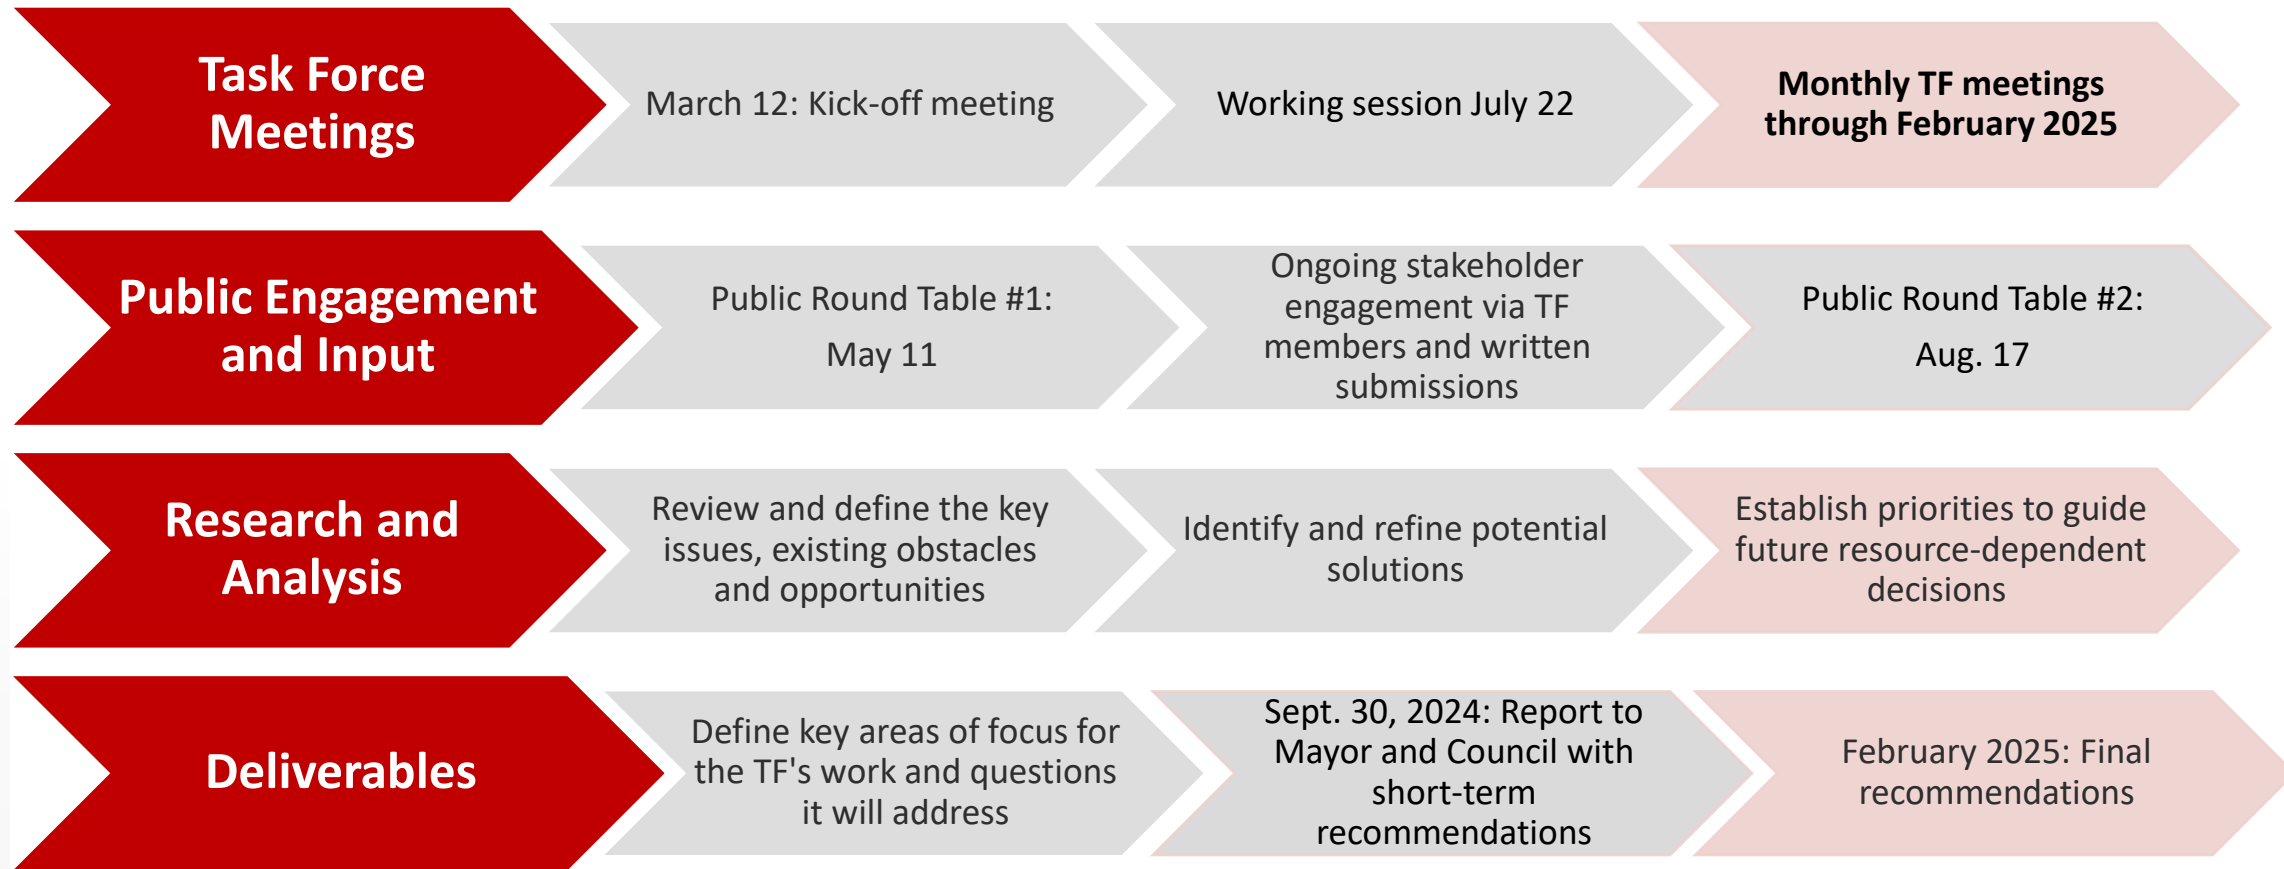 Task Force
Meetings
March 12: Kick-off meeting
Working session July 22
Monthly TF meetings
through February 2025
Public Engagement
and Input
Public Round Table #1:
May 11
Ongoing stakeholder
engagement via TF
members and written
submissions
Public Round Table #2:
Aug. 17
Research and
Analysis
Review and define the key
issues, existing obstacles
and opportunities
Identify and refine potential
solutions
Establish priorities to guide
future resource-dependent
decisions
Deliverables
Define key areas of focus for
the TF's work and questions
it will address
Sept. 30, 2024: Report to
Mayor and Council with
short-term
recommendations
February 2025: Final
recommendations